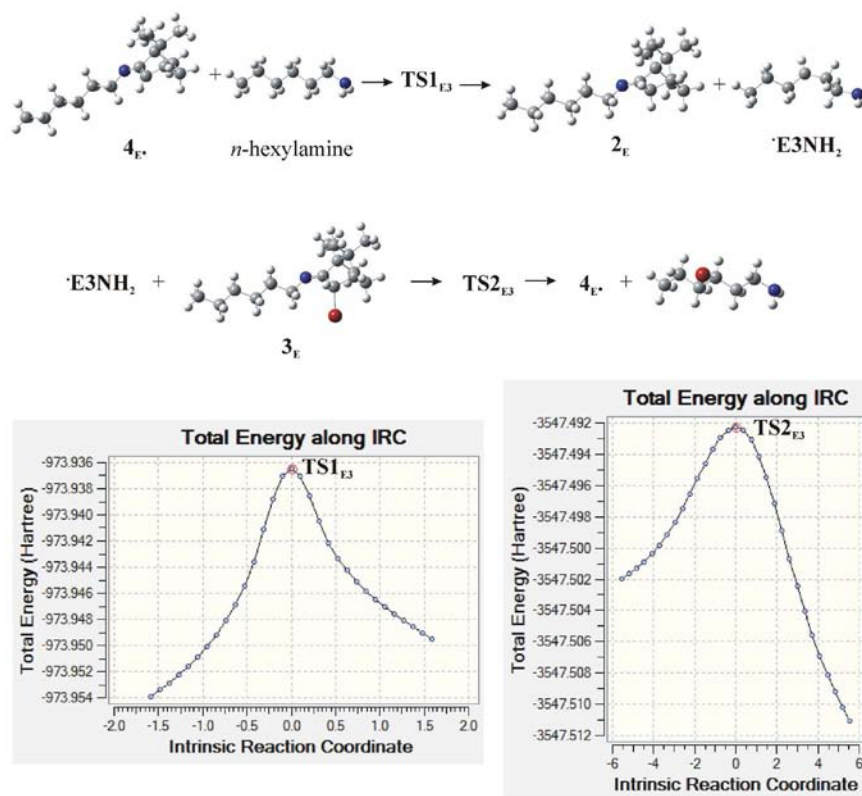 + → TS1E3 → +
4E• n-hexylamine 2E ·E3NH2
·E3NH2 + → TS2E3 → 4E• +
3E
Total Energy along IRC
TS1E3
-973.936
-973.938
-973.940
-973.942
-973.944
-973.946
-973.948
-973.950
-973.952
-973.954
Total Energy (Hartree)
-2.0 -1.5 -1.0 -0.5 0.0 0.5 1.0 1.5 2.0
Intrinsic Reaction Coordinate
Total Energy along IRC
TS2E3
-3547.492
-3547.494
-3547.496
-3547.498
-3547.500
-3547.502
-3547.504
-3547.506
-3547.508
-3547.510
-3547.512
Total Energy (Hartree)
-6 -4 -2 0 2 4 6
Intrinsic Reaction Coordinate